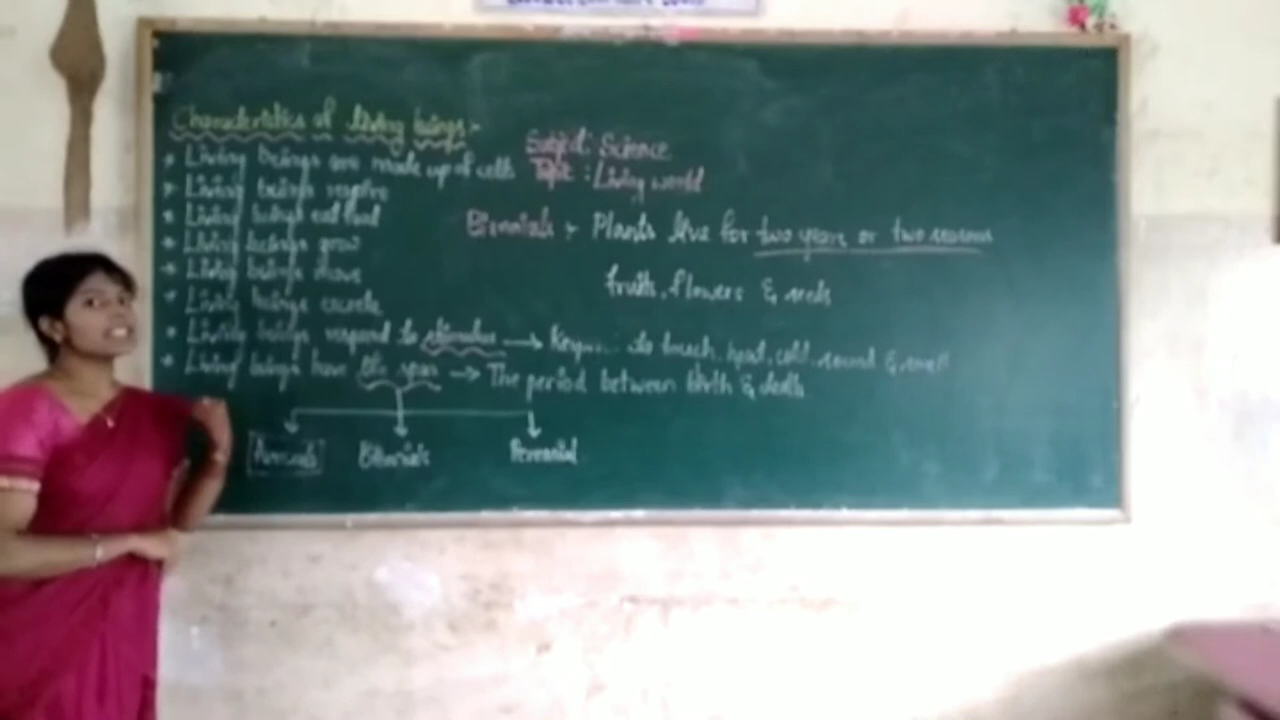 Characteristics of living beings :-
Subject : Science
Topic : Living world
* Living beings are made up of cells
* Living beings respire
* Living beings eat food
* Living beings grow
* Living beings move
* Living beings excrete
* Living beings respond to stimulus → to touch, heat, cold, sound & smell
* Living beings have life span → The period between birth & death
Annuals Biennials Perennial
Biennials :- Plants live for two years or two seasons
fruits, flowers & seeds